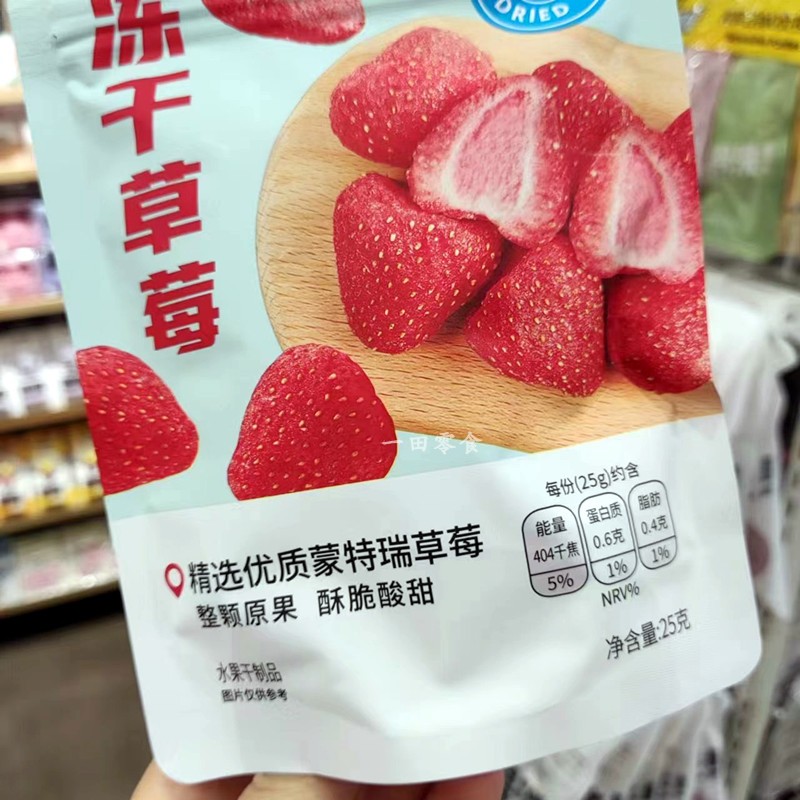 冻干草莓
DRIED
一田零食
每份(25g)约含
能量 404千焦 5%
蛋白质 0.6克 1%
脂肪 0.4克 1%
NRV%
精选优质蒙特瑞草莓
整颗原果 酥脆酸甜
净含量:25克
水果干制品
图片仅供参考